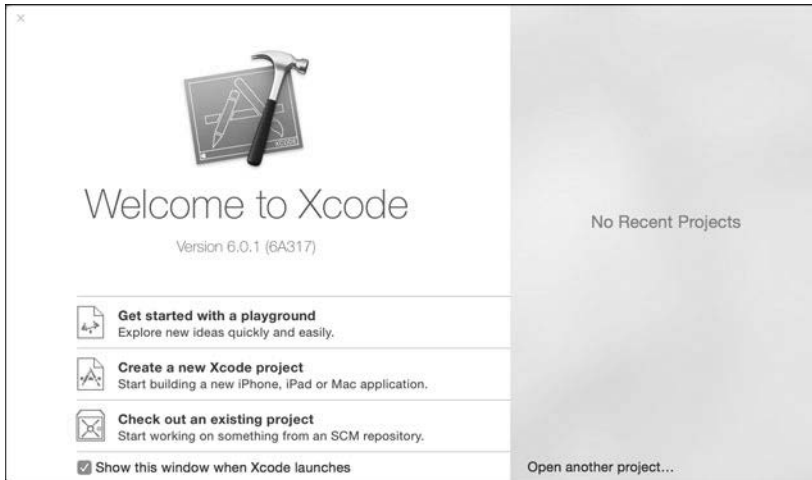 XCODE
Welcome to Xcode
Version 6.0.1 (6A317)
Get started with a playground
Explore new ideas quickly and easily.
Create a new Xcode project
Start building a new iPhone, iPad or Mac application.
Check out an existing project
Start working on something from an SCM repository.
Show this window when Xcode launches
No Recent Projects
Open another project...